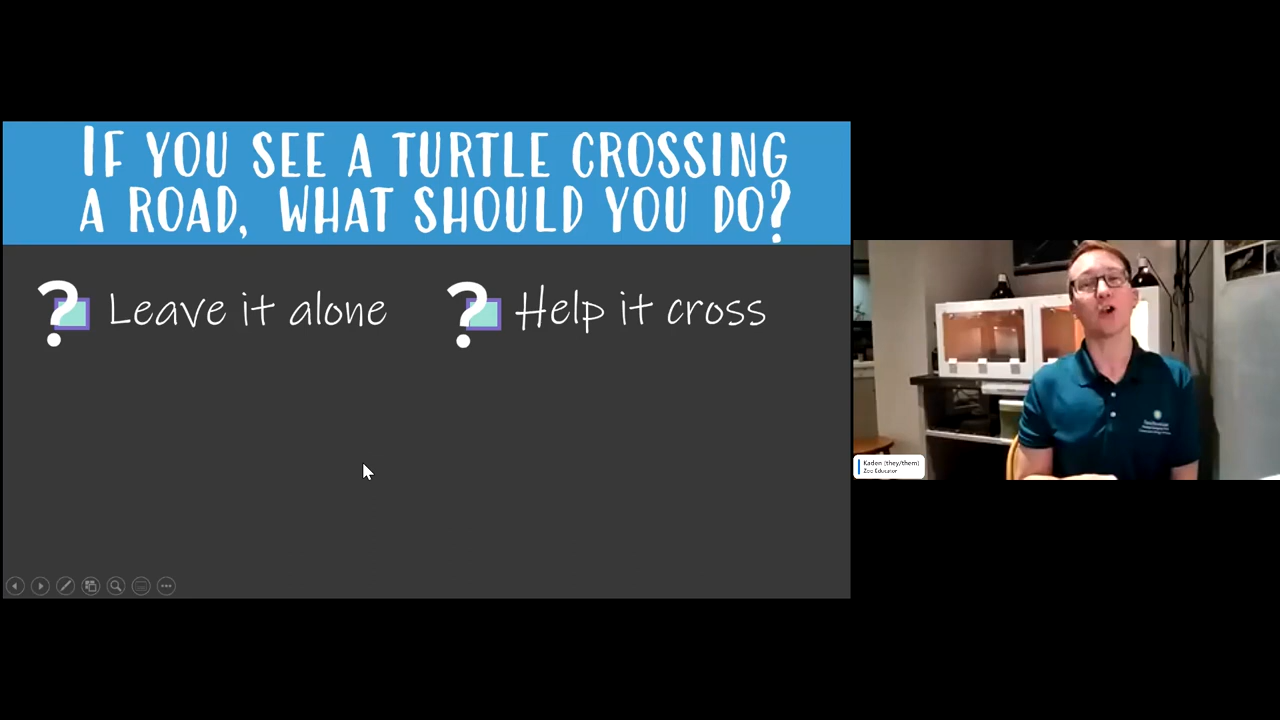 IF YOU SEE A TURTLE CROSSING
A ROAD, WHAT SHOULD YOU DO?
? Leave it alone
? Help it cross
Kaden (they/them)
Zoo Educator
Smithsonian